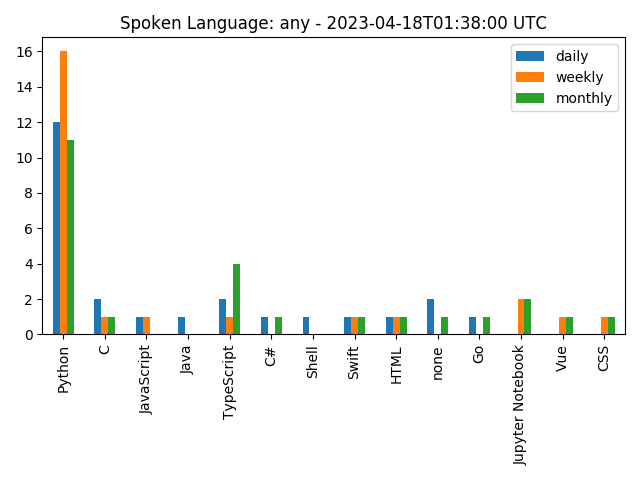 Spoken Language: any - 2023-04-18T01:38:00 UTC
daily
weekly
monthly
16
14
12
10
8
6
4
2
0
Python
C
JavaScript
Java
TypeScript
C#
Shell
Swift
HTML
none
Go
Jupyter Notebook
Vue
CSS